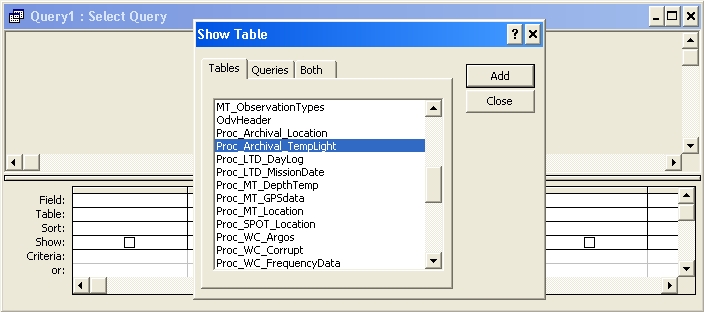 Query1 : Select Query
Show Table
Tables
Queries
Both
Add
Close
MT_ObservationTypes
OdvHeader
Proc_Archival_Location
Proc_Archival_TempLight
Proc_LTD_DayLog
Proc_LTD_MissionDate
Proc_MT_DepthTemp
Proc_MT_GPSdata
Proc_MT_Location
Proc_SPOT_Location
Proc_WC_Argos
Proc_WC_Corrupt
Proc_WC_FrequencyData
Field:
Table:
Sort:
Show:
Criteria:
or: